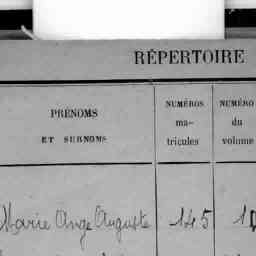 RÉPERTOIRE
PRÉNOMS
ET SURNOMS
NUMÉROS
ma-
tricules
NUMÉRO
du
volume
Marie Ange Auguste 145